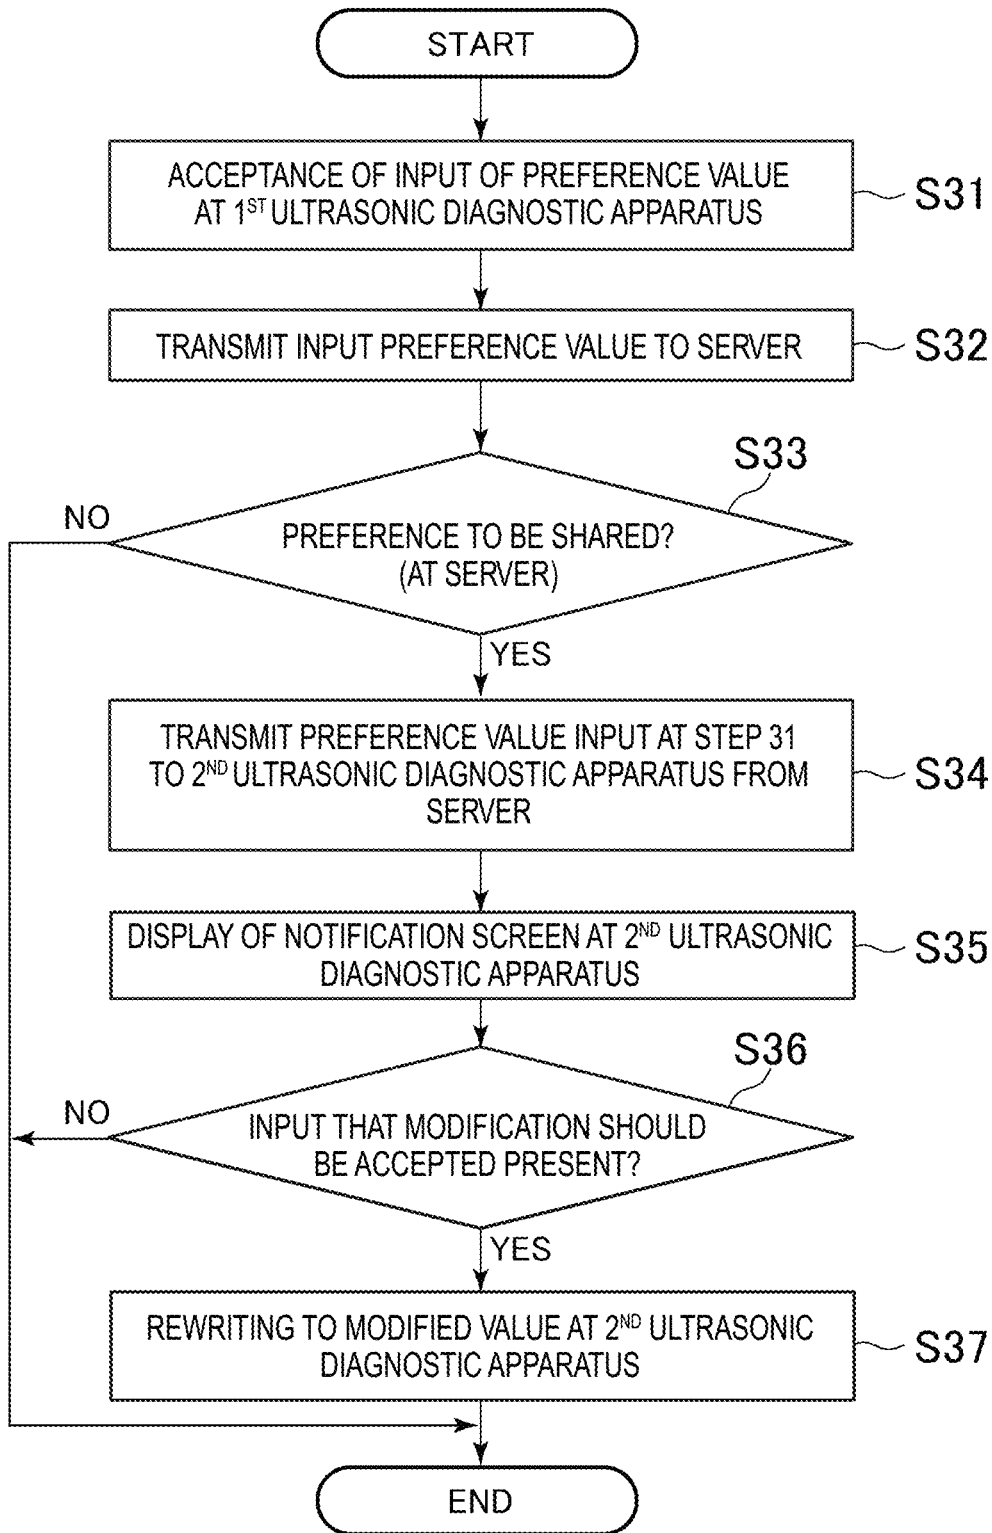 START
ACCEPTANCE OF INPUT OF PREFERENCE VALUE
AT 1ST ULTRASONIC DIAGNOSTIC APPARATUS
S31
TRANSMIT INPUT PREFERENCE VALUE TO SERVER
S32
S33
NO
PREFERENCE TO BE SHARED?
(AT SERVER)
YES
TRANSMIT PREFERENCE VALUE INPUT AT STEP 31
TO 2ND ULTRASONIC DIAGNOSTIC APPARATUS FROM
SERVER
S34
DISPLAY OF NOTIFICATION SCREEN AT 2ND ULTRASONIC
DIAGNOSTIC APPARATUS
S35
S36
NO
INPUT THAT MODIFICATION SHOULD
BE ACCEPTED PRESENT?
YES
REWRITING TO MODIFIED VALUE AT 2ND ULTRASONIC
DIAGNOSTIC APPARATUS
S37
END